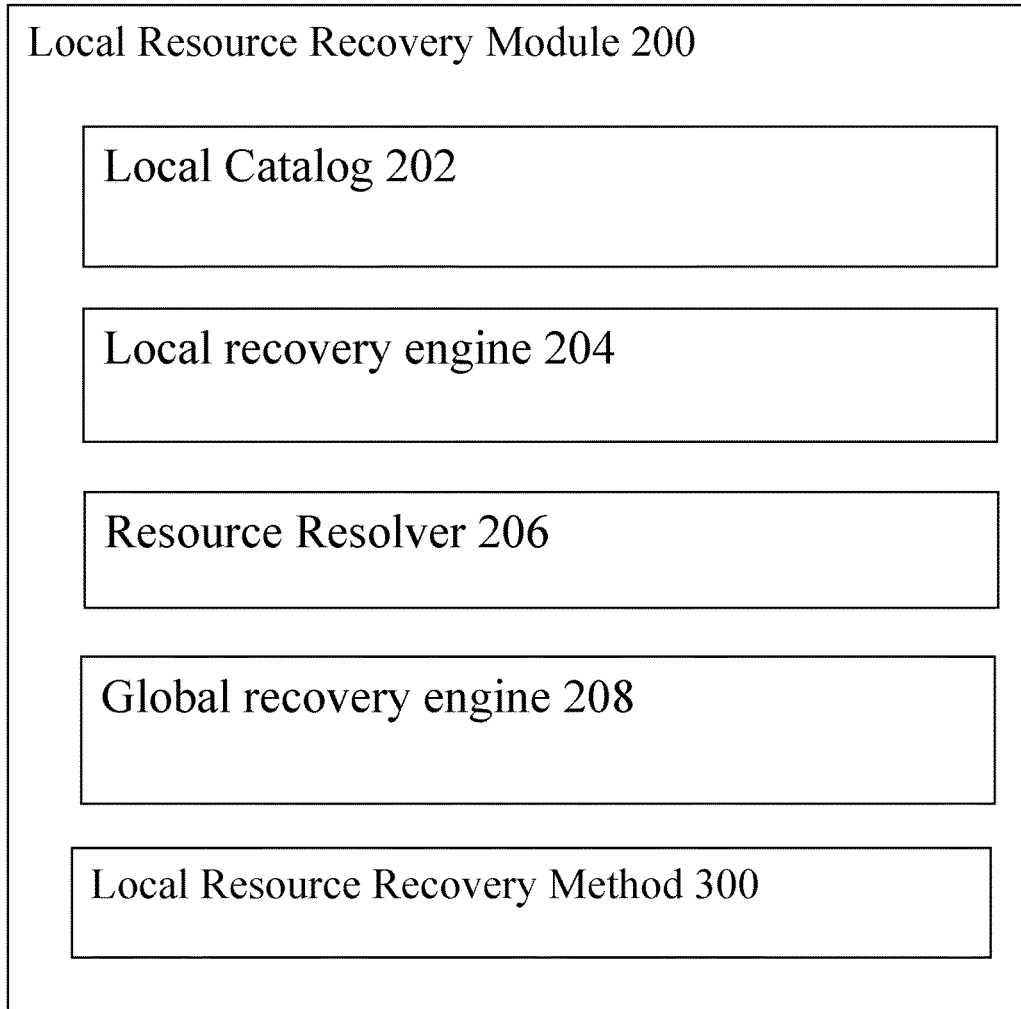 Local Resource Recovery Module 200
Local Catalog 202
Local recovery engine 204
Resource Resolver 206
Global recovery engine 208
Local Resource Recovery Method 300